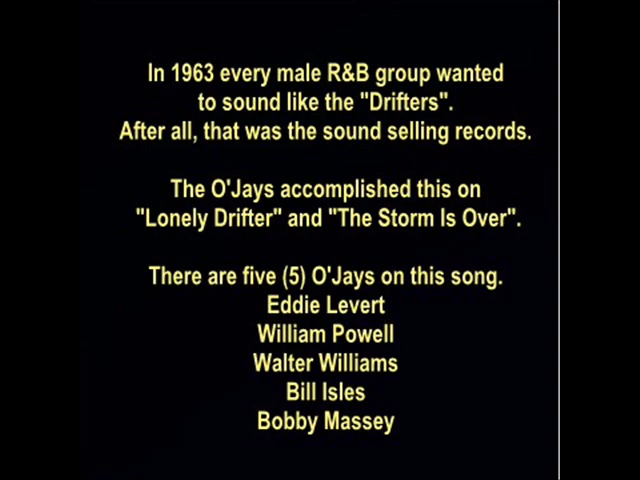 In 1963 every male R&B group wanted
to sound like the "Drifters".
After all, that was the sound selling records.
The O'Jays accomplished this on
"Lonely Drifter" and "The Storm Is Over".
There are five (5) O'Jays on this song.
Eddie Levert
William Powell
Walter Williams
Bill Isles
Bobby Massey